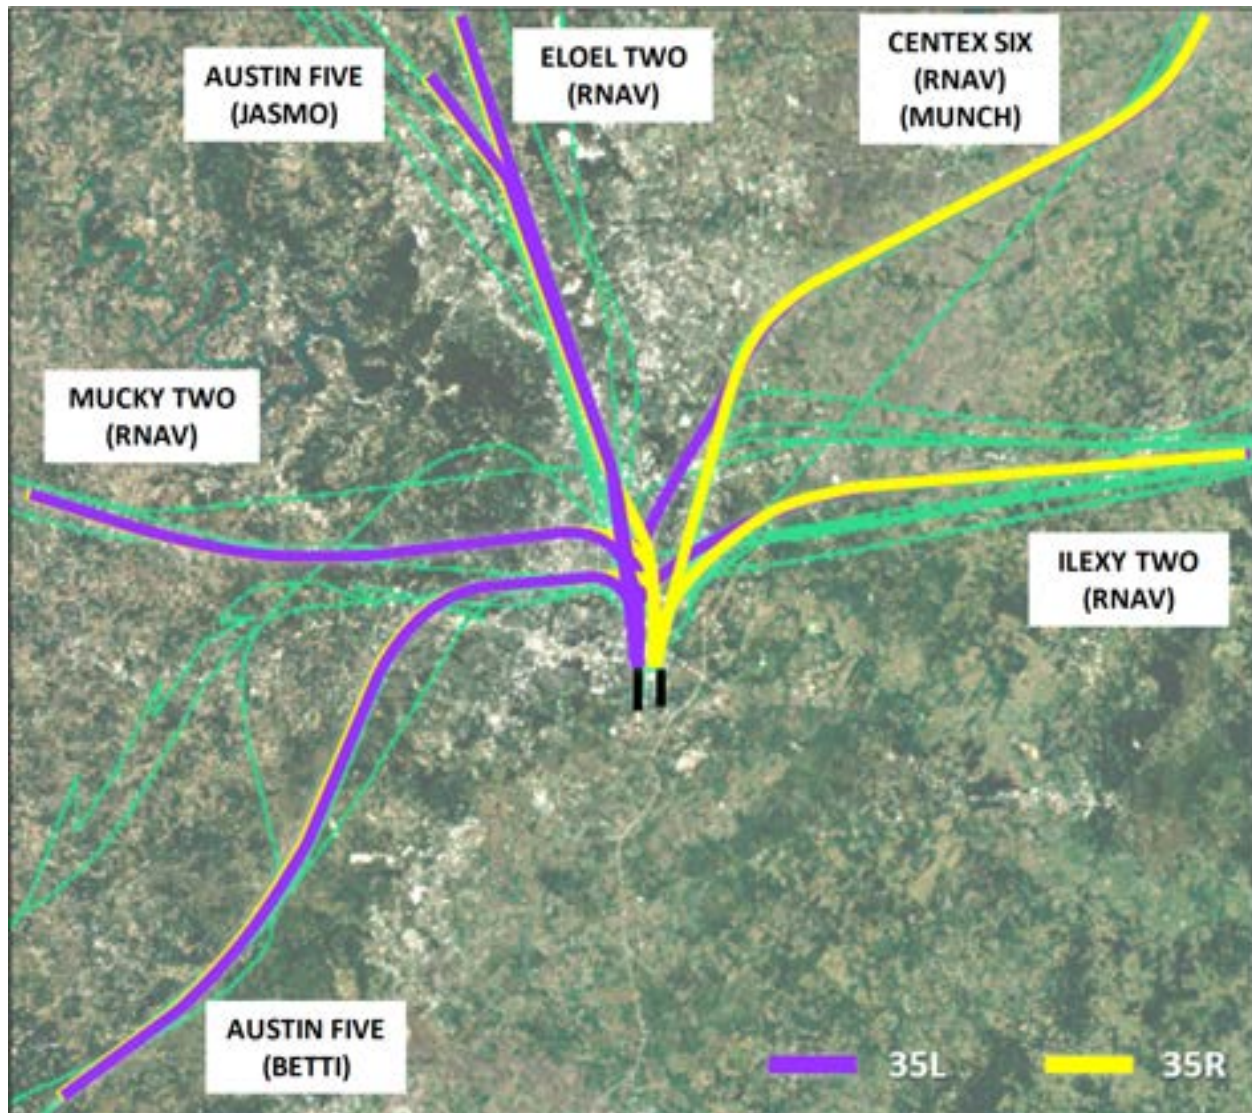 AUSTIN FIVE
(JASMO)
ELOEL TWO
(RNAV)
CENTEX SIX
(RNAV)
(MUNCH)
MUCKY TWO
(RNAV)
ILEXY TWO
(RNAV)
AUSTIN FIVE
(BETTI)
35L
35R